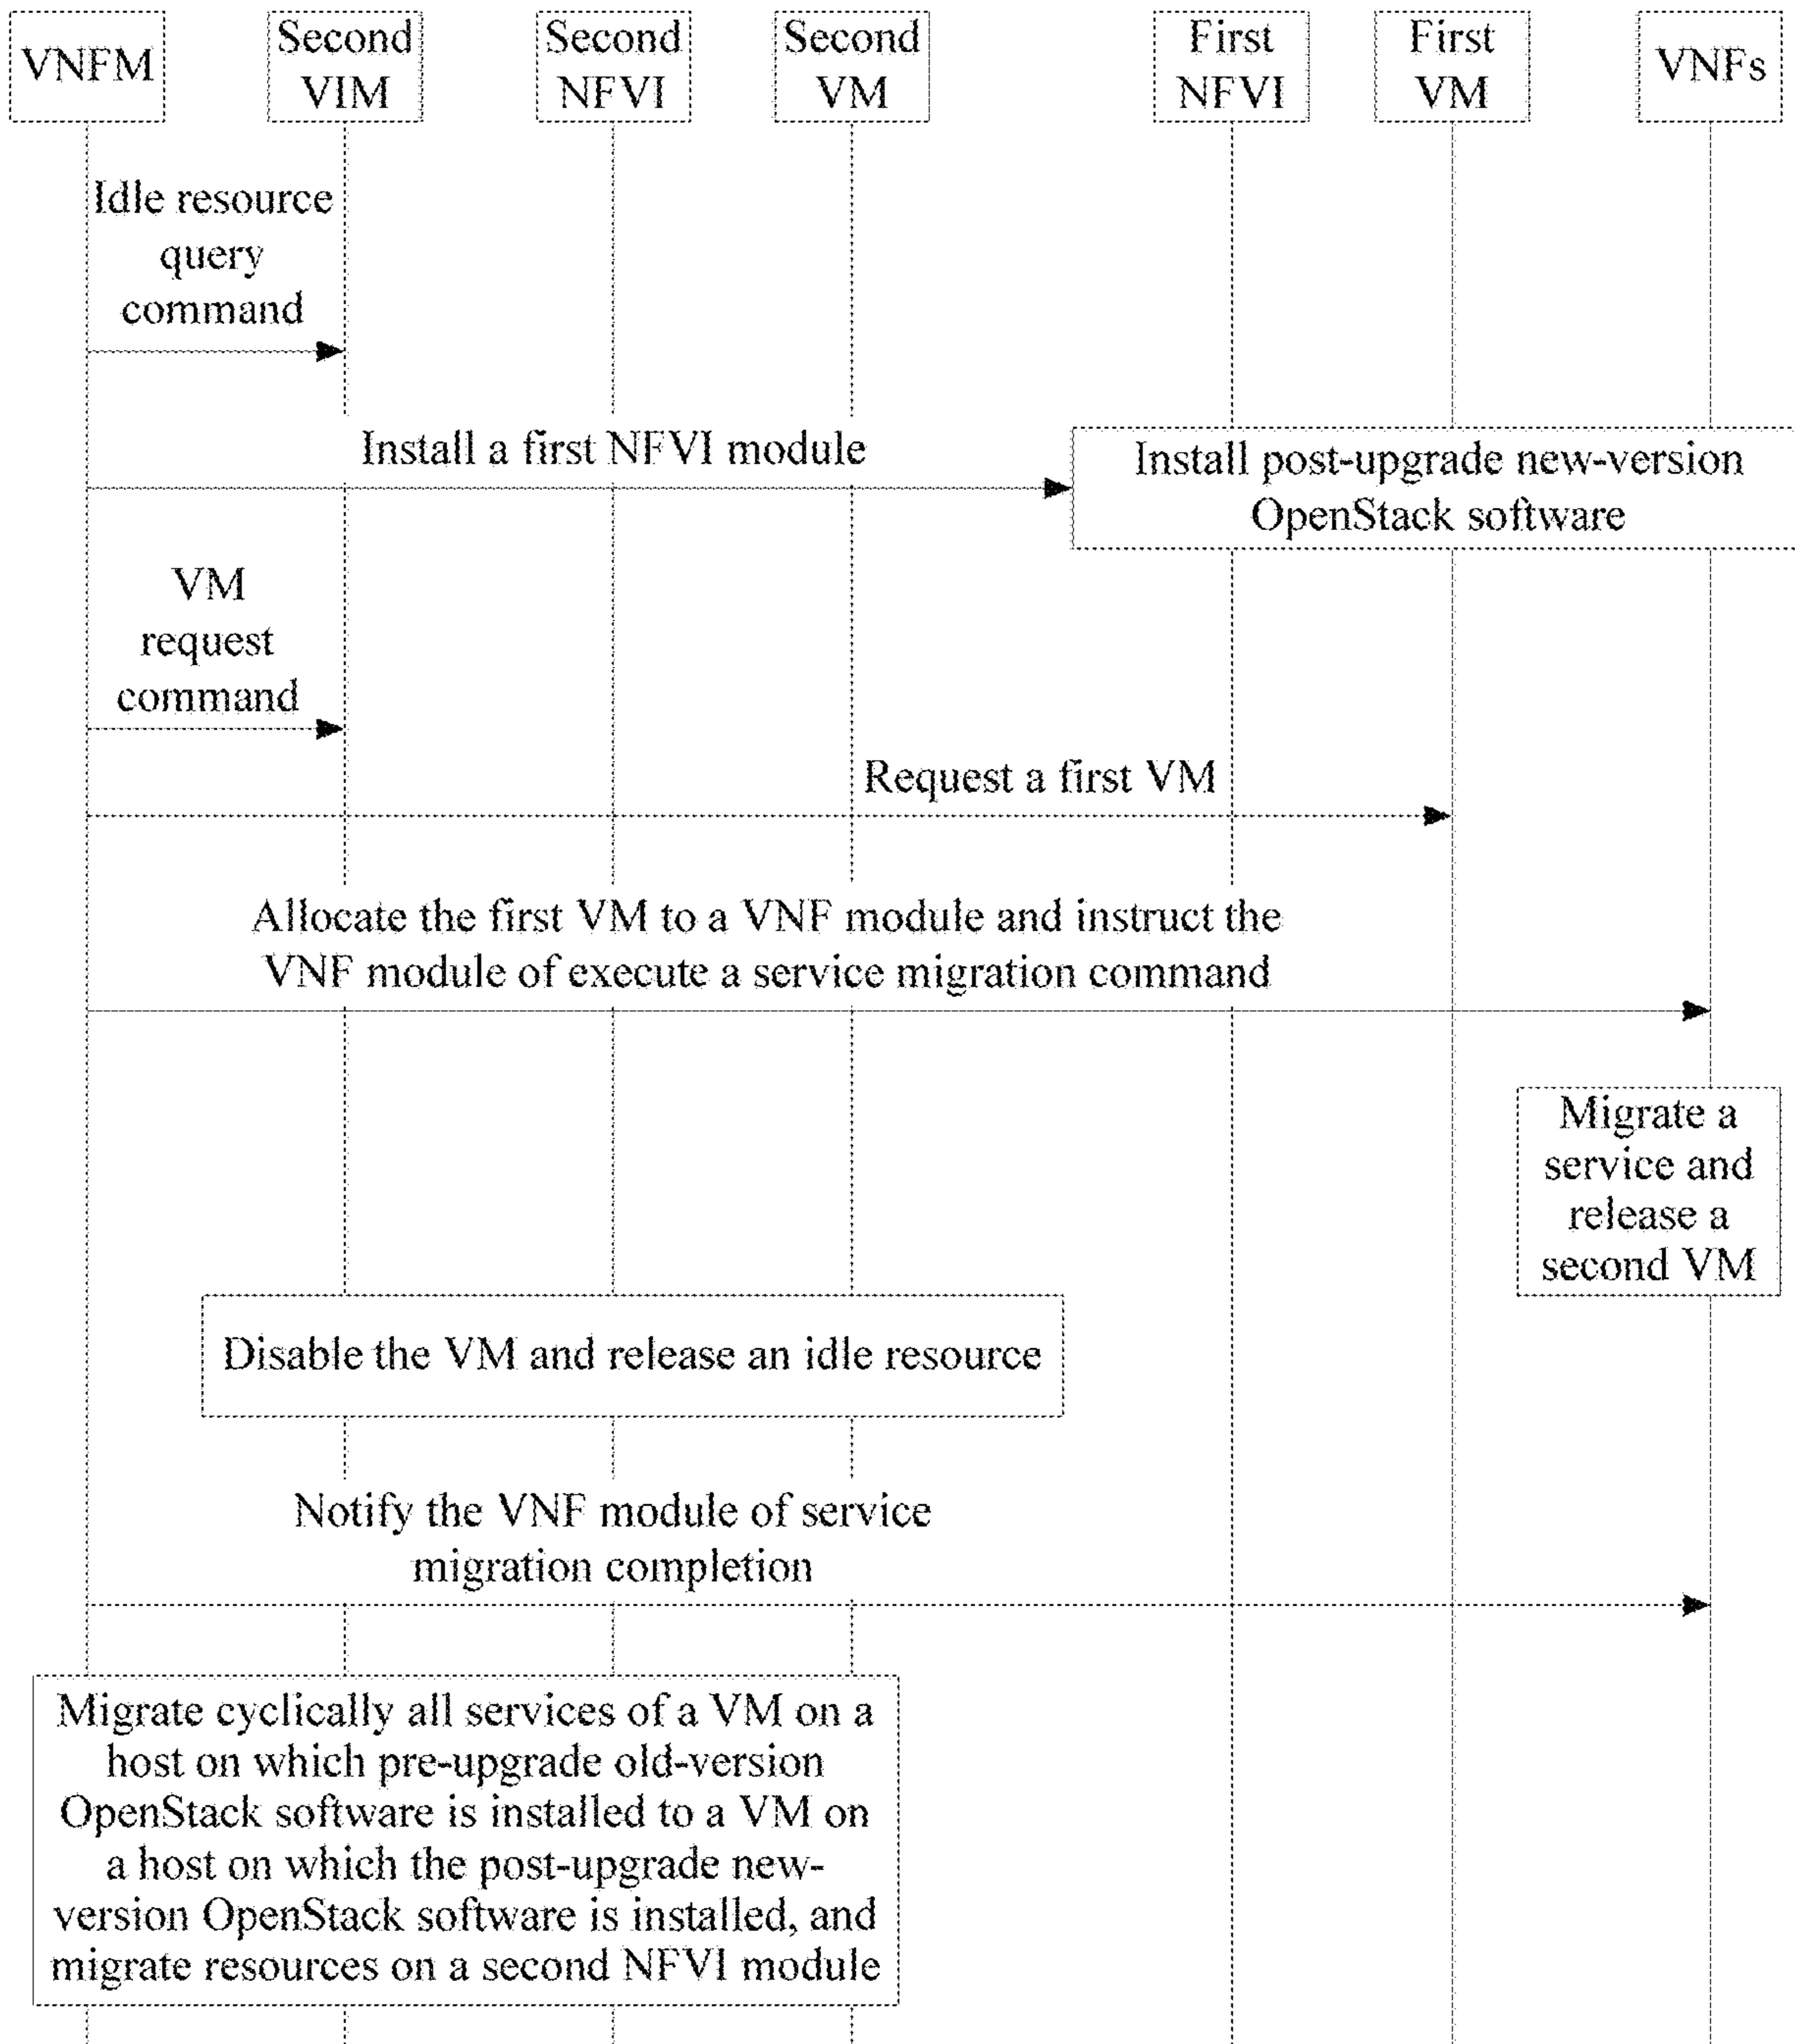 VNFM
Second
VIM
Second
NFVI
Second
VM
First
NFVI
First
VM
VNFs
Idle resource
query
command
Install a first NFVI module
Install post-upgrade new-version
OpenStack software
VM
request
command
Request a first VM
Allocate the first VM to a VNF module and instruct the
VNF module of execute a service migration command
Migrate a
service and
release a
second VM
Disable the VM and release an idle resource
Notify the VNF module of service
migration completion
Migrate cyclically all services of a VM on a
host on which pre-upgrade old-version
OpenStack software is installed to a VM on
a host on which the post-upgrade new-
version OpenStack software is installed, and
migrate resources on a second NFVI module